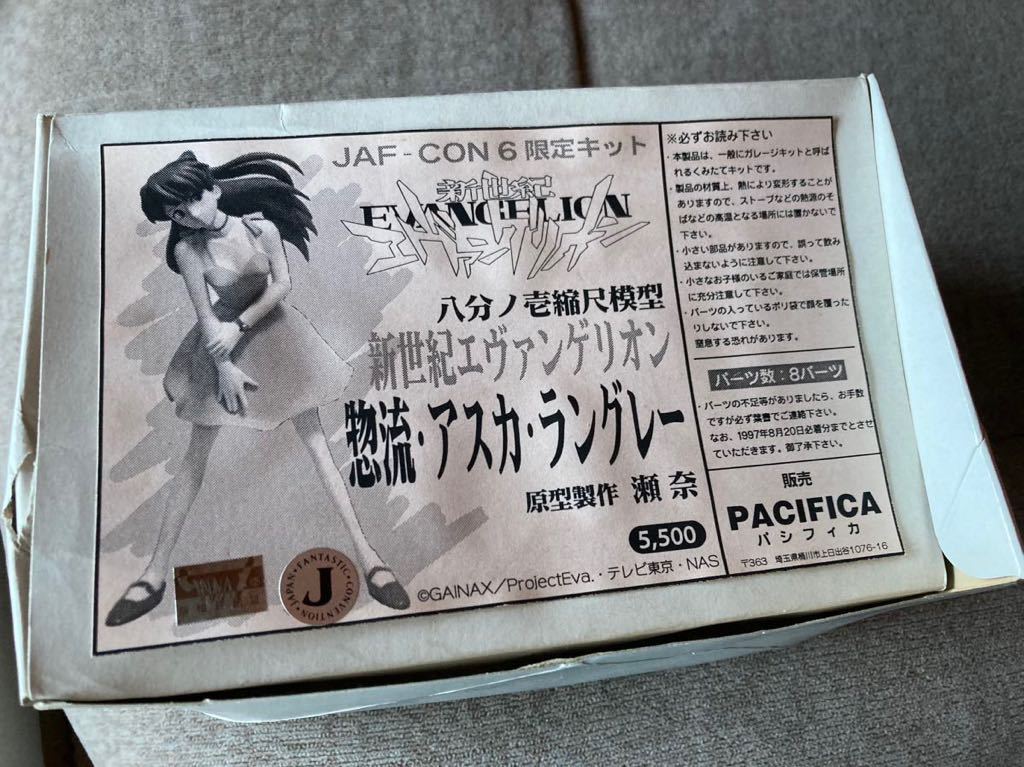 JAF-CON 6 限定キット
新世紀
EVANGELION
エヴァンゲリオン
八分ノ壱縮尺模型
新世紀エヴァンゲリオン
惣流・アスカ・ラングレー
原型製作 瀬奈
5,500
©GAINAX/ProjectEva.・テレビ東京・NAS
JAPAN・FANTASTIC・CONVENTION・
J
※必ずお読み下さい
・本製品は、一般にガレージキットと呼ば
れるくみたてキットです。
・製品の材質上、熱により変形することが
ありますので、ストーブなどの熱源のそ
ばなどの高温となる場所には置かないで
下さい。
・小さい部品がありますので、誤って飲み
込まないように注意して下さい。
・小さなお子様のいるご家庭では保管場所
に充分注意して下さい。
・パーツの入っているポリ袋で顔を覆った
りしないで下さい。
窒息する恐れがあります。
パーツ数：8パーツ
・パーツの不足等がありましたら、お手数
ですが必ず葉書でご連絡下さい。
なお、1997年8月20日必着分までとさせ
ていただきます。御了承下さい。
販売
PACIFICA
パシフィカ
〒363 埼玉県桶川市上日出谷1076-16